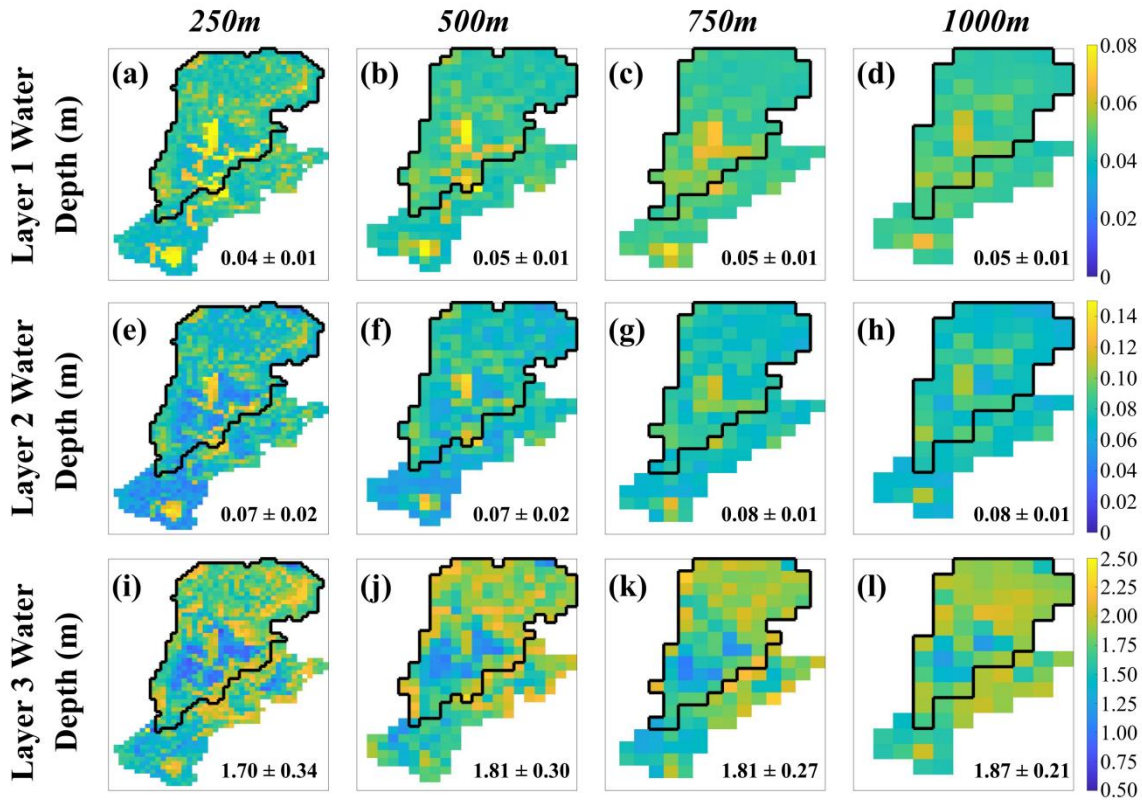 250m 500m 750m 1000m
Layer 1 Water
Depth (m)
(a) (b) (c) (d)
0.04 ± 0.01 0.05 ± 0.01 0.05 ± 0.01 0.05 ± 0.01
0.08
0.06
0.04
0.02
0
Layer 2 Water
Depth (m)
(e) (f) (g) (h)
0.07 ± 0.02 0.07 ± 0.02 0.08 ± 0.01 0.08 ± 0.01
0.14
0.12
0.10
0.08
0.06
0.04
0.02
0
Layer 3 Water
Depth (m)
(i) (j) (k) (l)
1.70 ± 0.34 1.81 ± 0.30 1.81 ± 0.27 1.87 ± 0.21
2.50
2.25
2.00
1.75
1.50
1.25
1.00
0.75
0.50